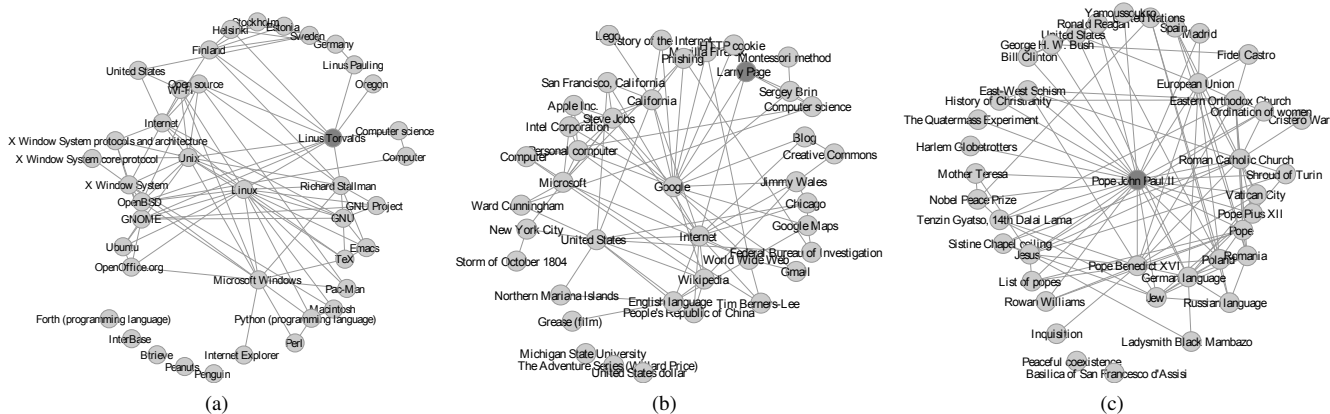 Stockholm
Helsinki
Estonia
Sweden
Finland
Germany
Linus Pauling
United States
Open source
Wi-Fi
Oregon
Internet
Linus Torvalds
Computer science
X Window System protocols and architecture
Unix
X Window System core protocol
Computer
X Window System
Linux
Richard Stallman
OpenBSD
GNU Project
GNOME
GNU
Ubuntu
Emacs
TeX
OpenOffice.org
Microsoft Windows
Pac-Man
Macintosh
Forth (programming language)
Python (programming language)
InterBase
Perl
Btrieve
Internet Explorer
Peanuts
Penguin
(a)
Lego
History of the Internet
HTTP cookie
Mozilla Firefox
Phishing
Montessori method
Larry Page
San Francisco, California
Sergey Brin
California
Apple Inc.
Computer science
Steve Jobs
Intel Corporation
Blog
Personal computer
Computer
Creative Commons
Microsoft
Google
Jimmy Wales
Ward Cunningham
Chicago
New York City
Google Maps
United States
Internet
Federal Bureau of Investigation
Storm of October 1804
World Wide Web
Gmail
Wikipedia
Northern Mariana Islands
English language
Tim Berners-Lee
People's Republic of China
Grease (film)
Michigan State University
The Adventure Series (Willard Price)
United States dollar
(b)
Yamoussoukro
United Nations
Ronald Reagan
Spain
United States
Madrid
George H. W. Bush
Bill Clinton
Fidel Castro
European Union
East-West Schism
History of Christianity
Eastern Orthodox Church
Ordination of women
The Quatermass Experiment
Cristero War
Harlem Globetrotters
Roman Catholic Church
Mother Teresa
Pope John Paul II
Shroud of Turin
Nobel Peace Prize
Vatican City
Tenzin Gyatso, 14th Dalai Lama
Pope Pius XII
Pope
Sistine Chapel ceiling
Jesus
Pope Benedict XVI
Poland
Romania
German language
List of popes
Jew
Rowan Williams
Russian language
Inquisition
Ladysmith Black Mambazo
Peaceful coexistence
Basilica of San Francesco d'Assisi
(c)